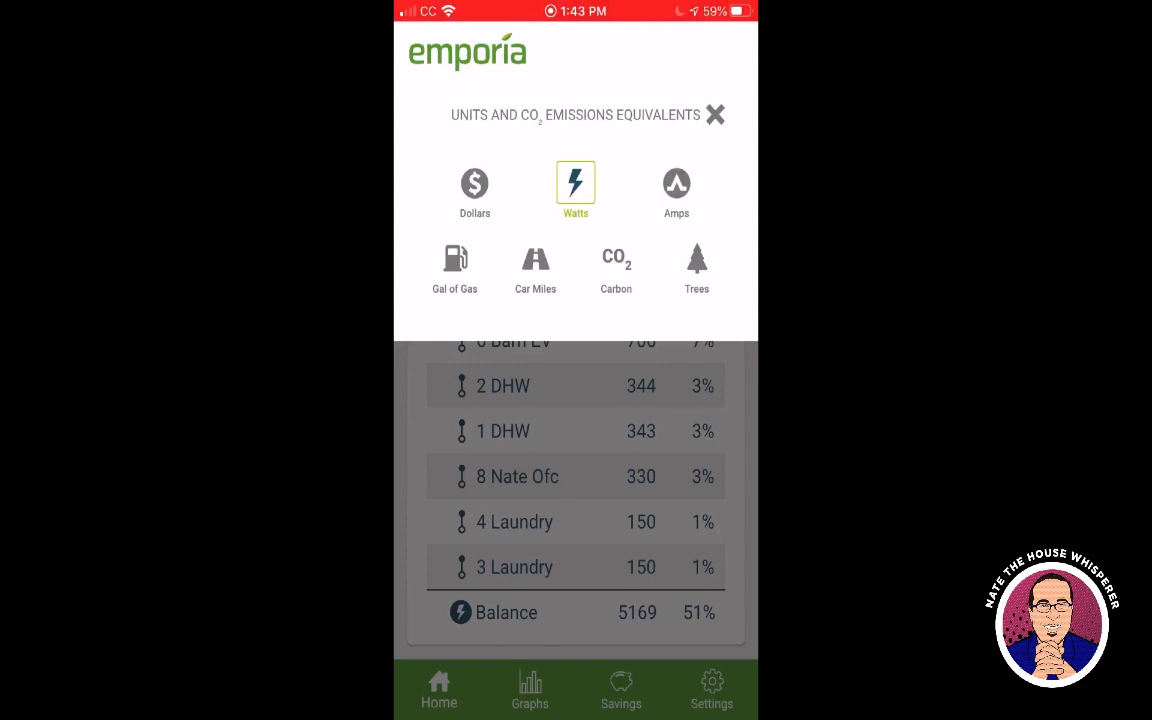 CC 1:43 PM 59%
emporia
UNITS AND CO2 EMISSIONS EQUIVALENTS
Dollars Watts Amps
CO2
Gal of Gas Car Miles Carbon Trees
2 DHW 344 3%
1 DHW 343 3%
8 Nate Ofc 330 3%
4 Laundry 150 1%
3 Laundry 150 1%
Balance 5169 51%
Home Graphs Savings Settings
NATE THE HOUSE WHISPERER